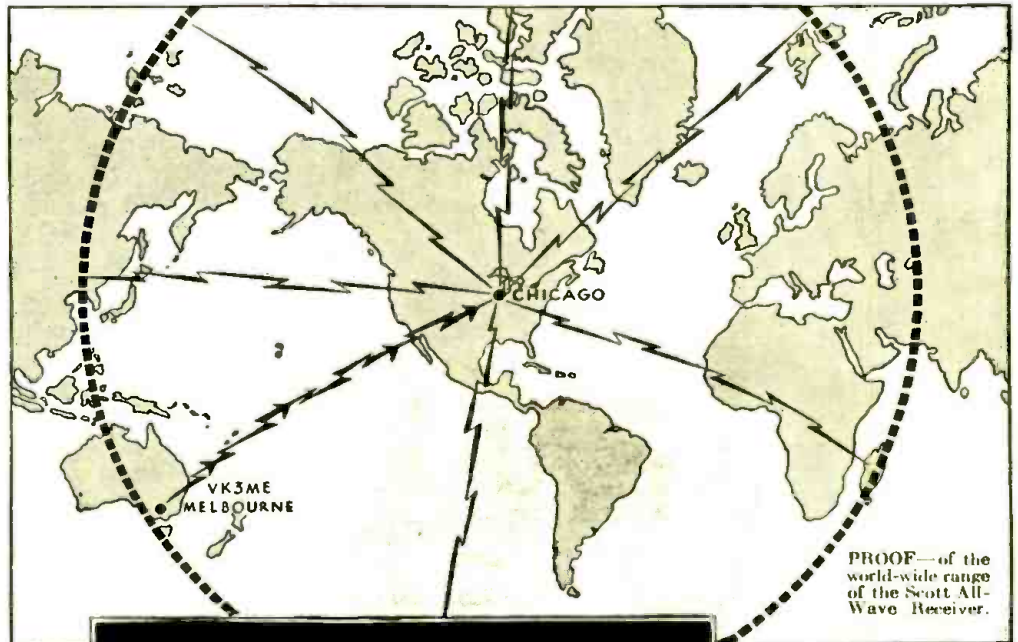 CHICAGO
VK3ME
MELBOURNE
PROOF—of the
world-wide range
of the Scott All-
Wave Receiver.